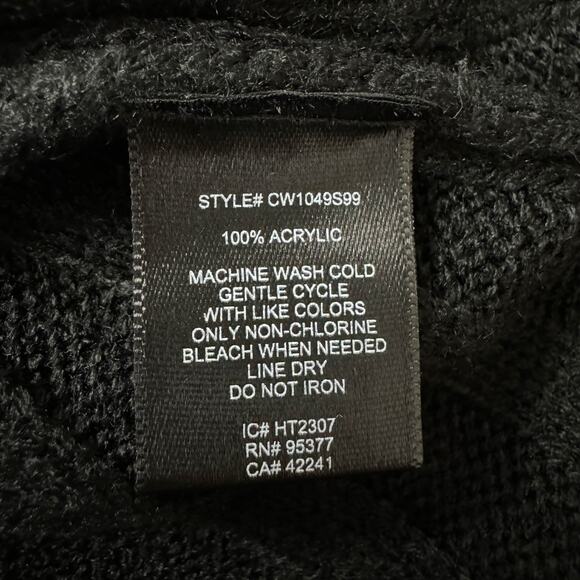 STYLE# CW1049S99
100% ACRYLIC
MACHINE WASH COLD
GENTLE CYCLE
WITH LIKE COLORS
ONLY NON-CHLORINE
BLEACH WHEN NEEDED
LINE DRY
DO NOT IRON
IC# HT2307
RN# 95377
CA# 42241